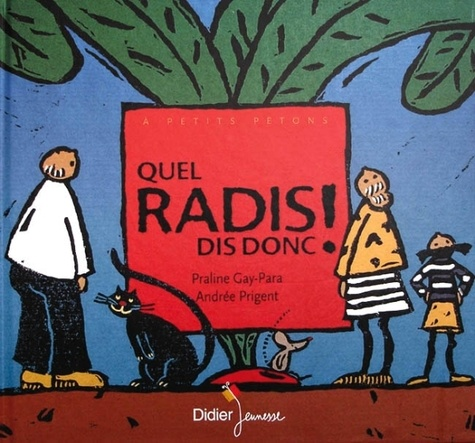 A PETITS PETONS
QUEL
RADIS!
DIS DONC
Praline Gay-Para
Andrée Prigent
Didier Jeunesse